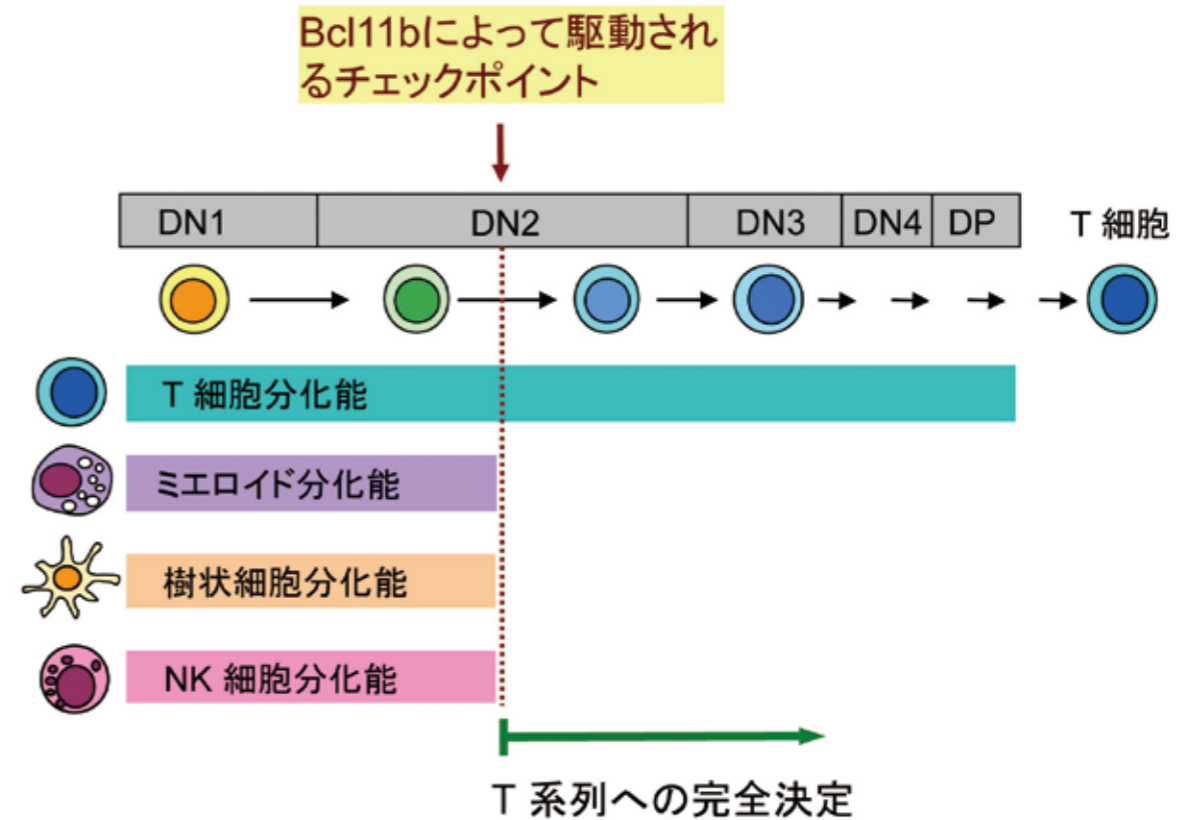 Bcl11bによって駆動され
るチェックポイント
DN1 DN2 DN3 DN4 DP T 細胞
T 細胞分化能
ミエロイド分化能
樹状細胞分化能
NK 細胞分化能
T 系列への完全決定